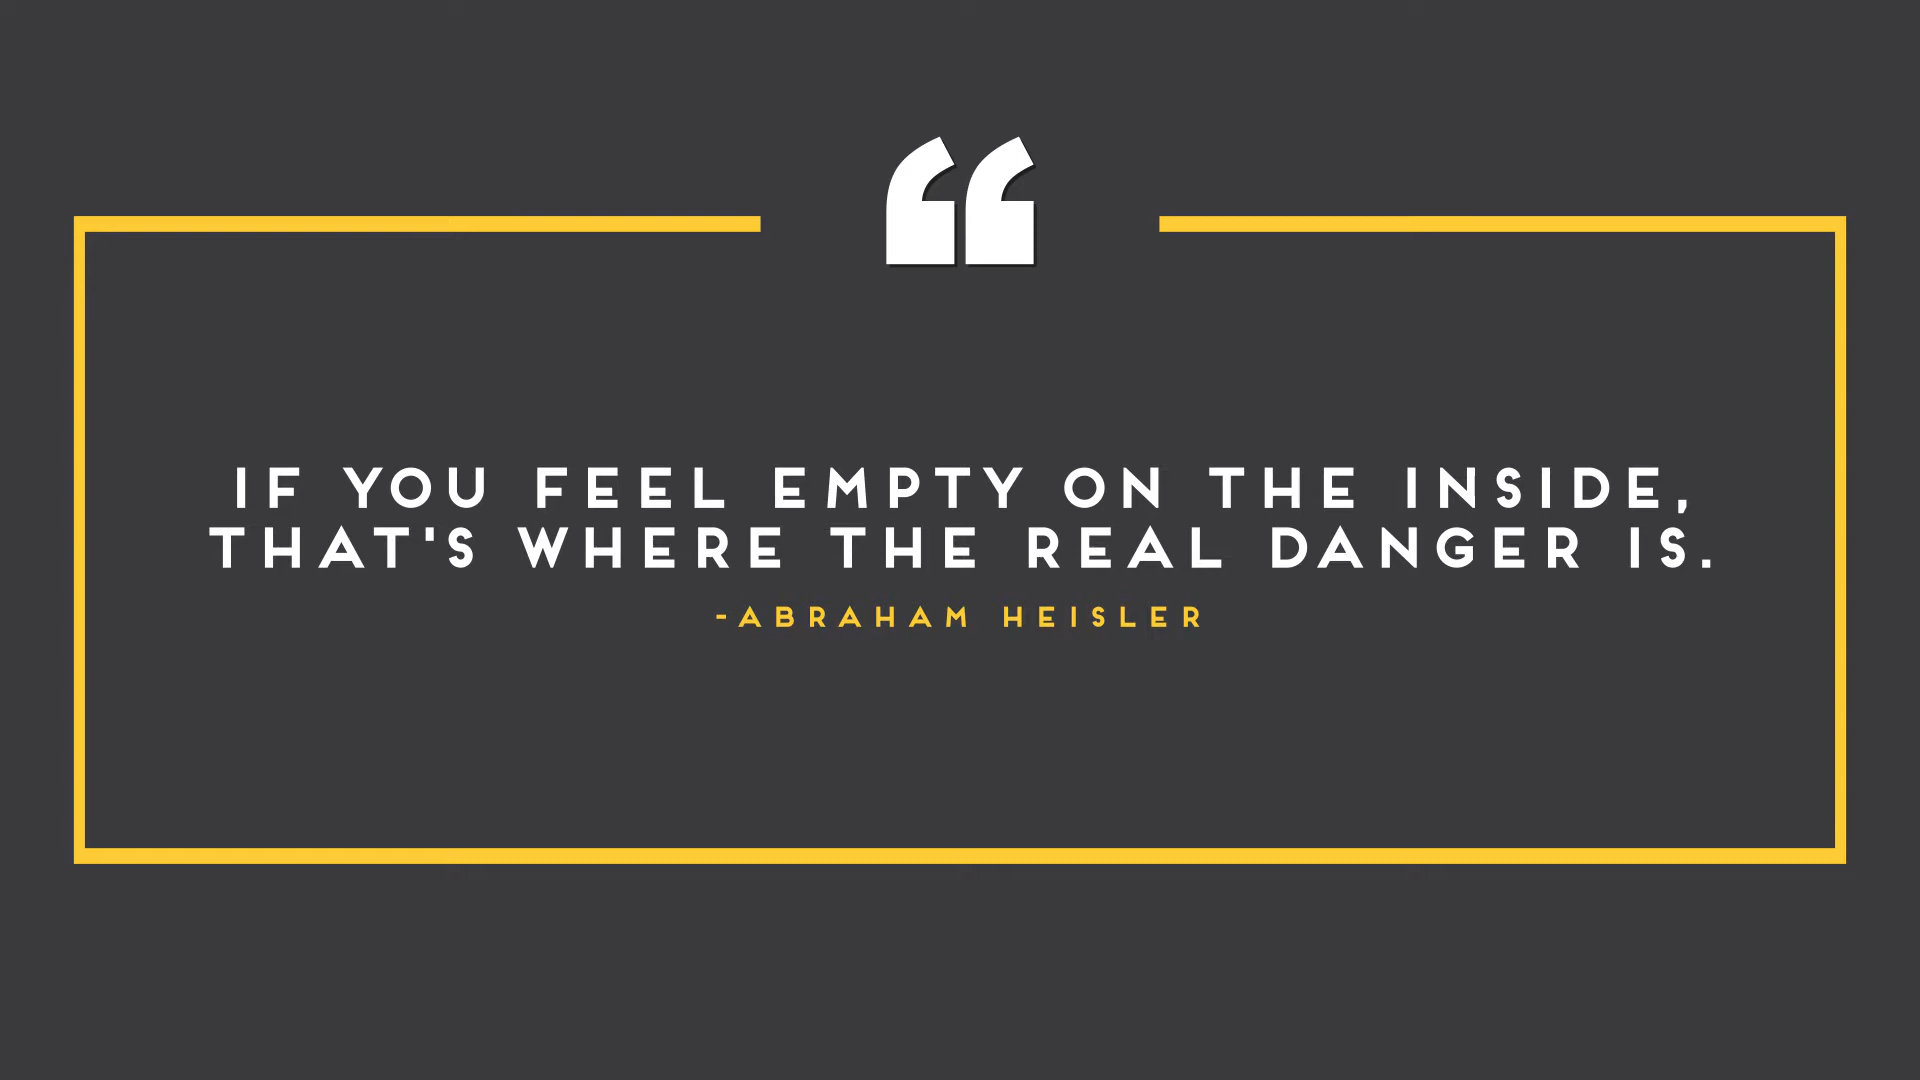 “
IF YOU FEEL EMPTY ON THE INSIDE,
THAT'S WHERE THE REAL DANGER IS.
-ABRAHAM HEISLER